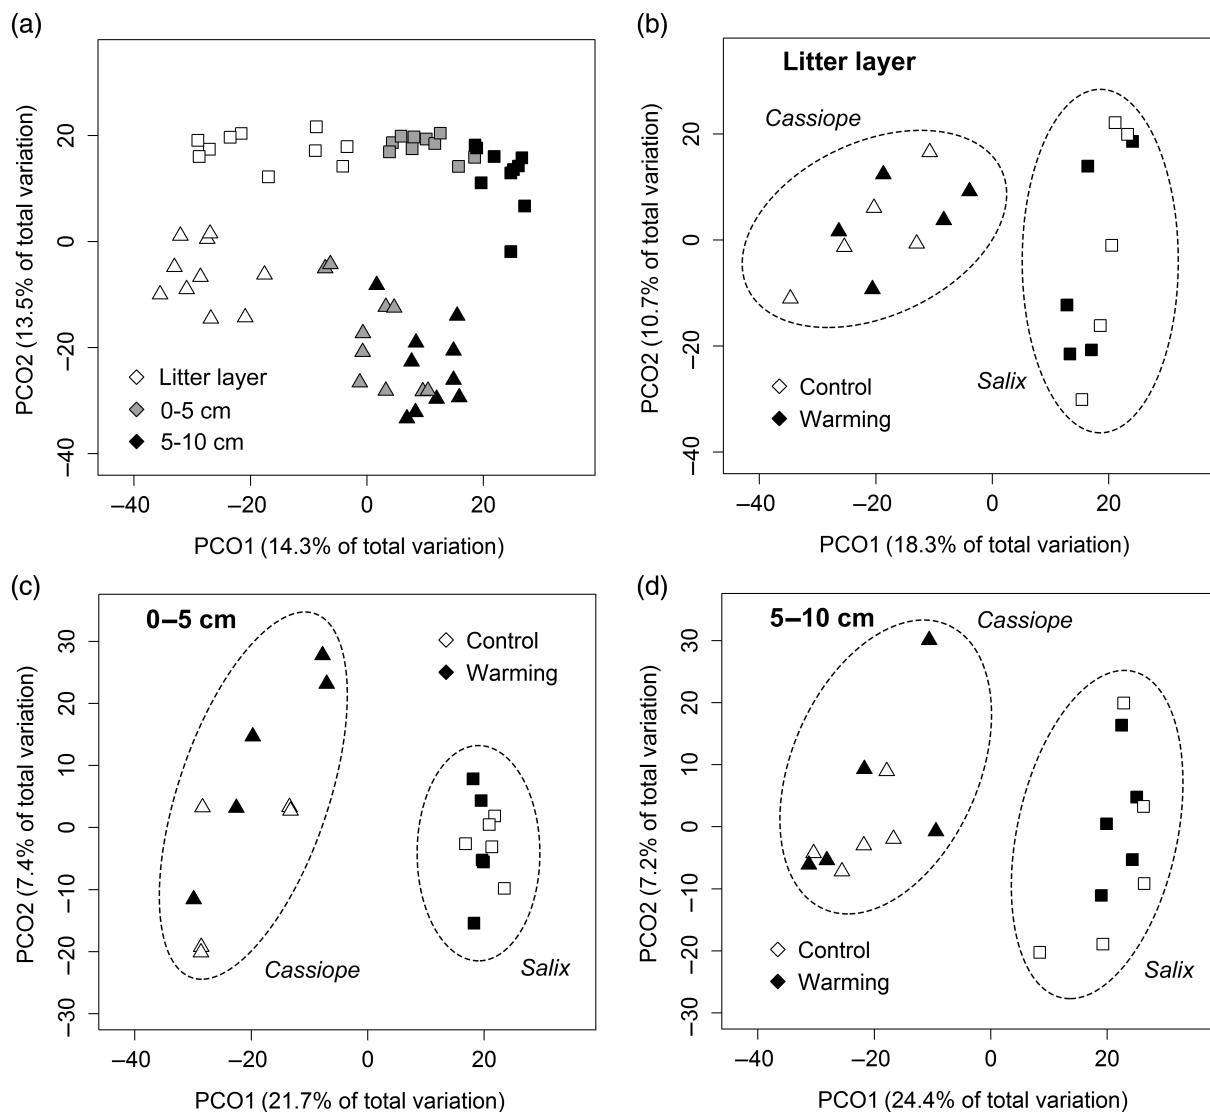 (a)
PCO2 (13.5% of total variation)
20
0
−20
−40
Litter layer
0-5 cm
5-10 cm
−40
−20
0
20
PCO1 (14.3% of total variation)
(b)
Litter layer
Cassiope
PCO2 (10.7% of total variation)
20
0
−20
−40
Salix
Control
Warming
−40
−20
0
20
PCO1 (18.3% of total variation)
(c)
0–5 cm
Control
Warming
PCO2 (7.4% of total variation)
30
20
10
0
−10
−20
−30
Cassiope
Salix
−40
−20
0
20
PCO1 (21.7% of total variation)
(d)
5–10 cm
Cassiope
PCO2 (7.2% of total variation)
30
20
10
0
−10
−20
−30
Control
Warming
Salix
−40
−20
0
20
PCO1 (24.4% of total variation)